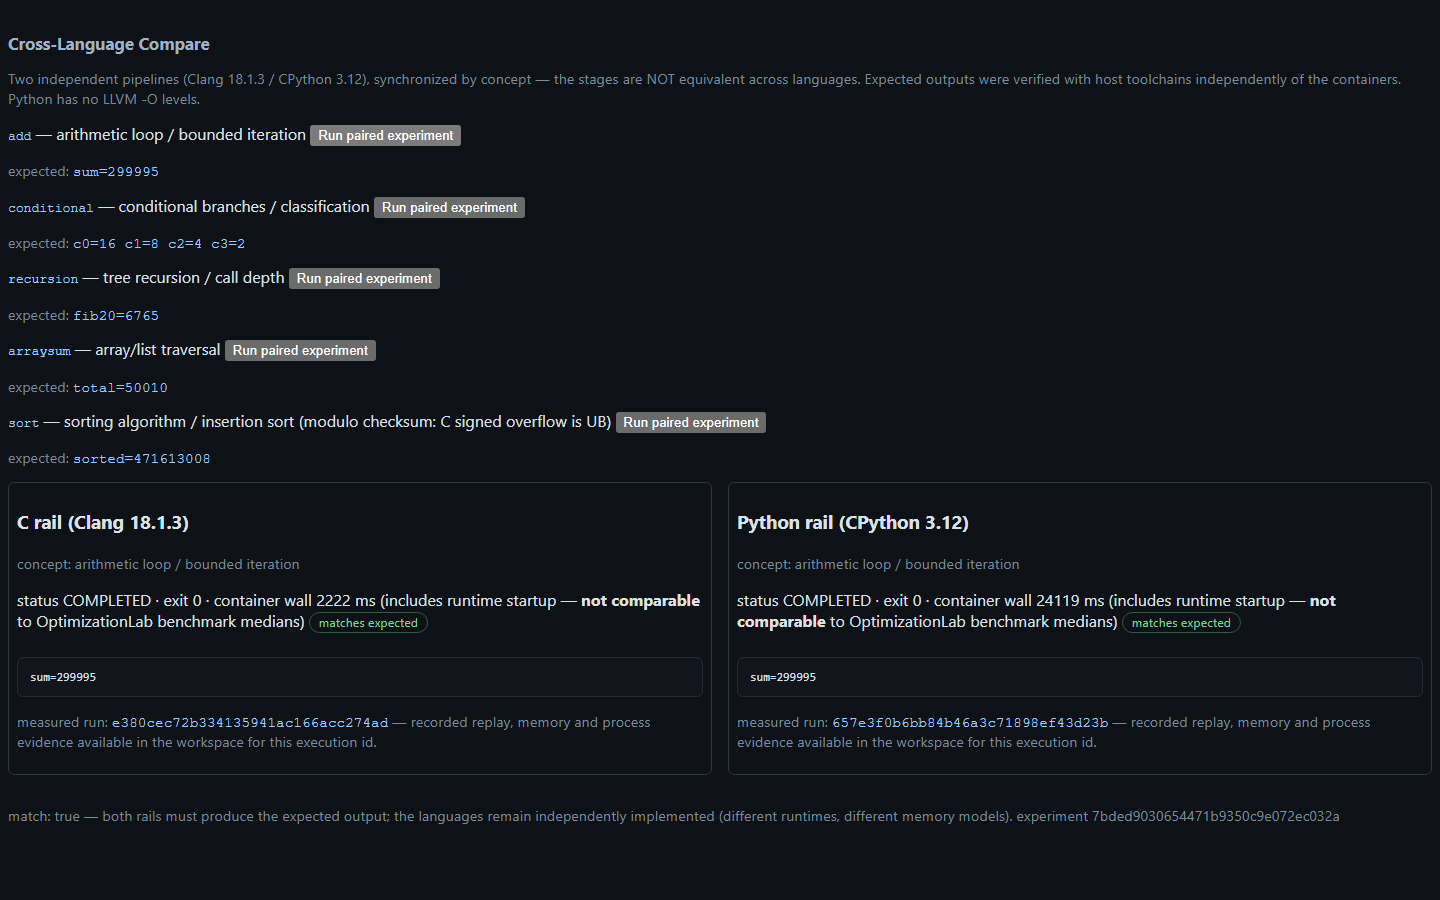 Cross-Language Compare
Two independent pipelines (Clang 18.1.3 / CPython 3.12), synchronized by concept — the stages are NOT equivalent across languages. Expected outputs were verified with host toolchains independently of the containers.
Python has no LLVM -O levels.
add — arithmetic loop / bounded iteration Run paired experiment
expected: sum=299995
conditional — conditional branches / classification Run paired experiment
expected: c0=16 c1=8 c2=4 c3=2
recursion — tree recursion / call depth Run paired experiment
expected: fib20=6765
arraysum — array/list traversal Run paired experiment
expected: total=50010
sort — sorting algorithm / insertion sort (modulo checksum: C signed overflow is UB) Run paired experiment
expected: sorted=471613008
C rail (Clang 18.1.3)
concept: arithmetic loop / bounded iteration
status COMPLETED · exit 0 · container wall 2222 ms (includes runtime startup — not comparable
to OptimizationLab benchmark medians) matches expected
sum=299995
measured run: e380cec72b334135941ac166acc274ad — recorded replay, memory and process
evidence available in the workspace for this execution id.
Python rail (CPython 3.12)
concept: arithmetic loop / bounded iteration
status COMPLETED · exit 0 · container wall 24119 ms (includes runtime startup — not
comparable to OptimizationLab benchmark medians) matches expected
sum=299995
measured run: 657e3f0b6bb84b46a3c71898ef43d23b — recorded replay, memory and process
evidence available in the workspace for this execution id.
match: true — both rails must produce the expected output; the languages remain independently implemented (different runtimes, different memory models). experiment 7bded9030654471b9350c9e072ec032a